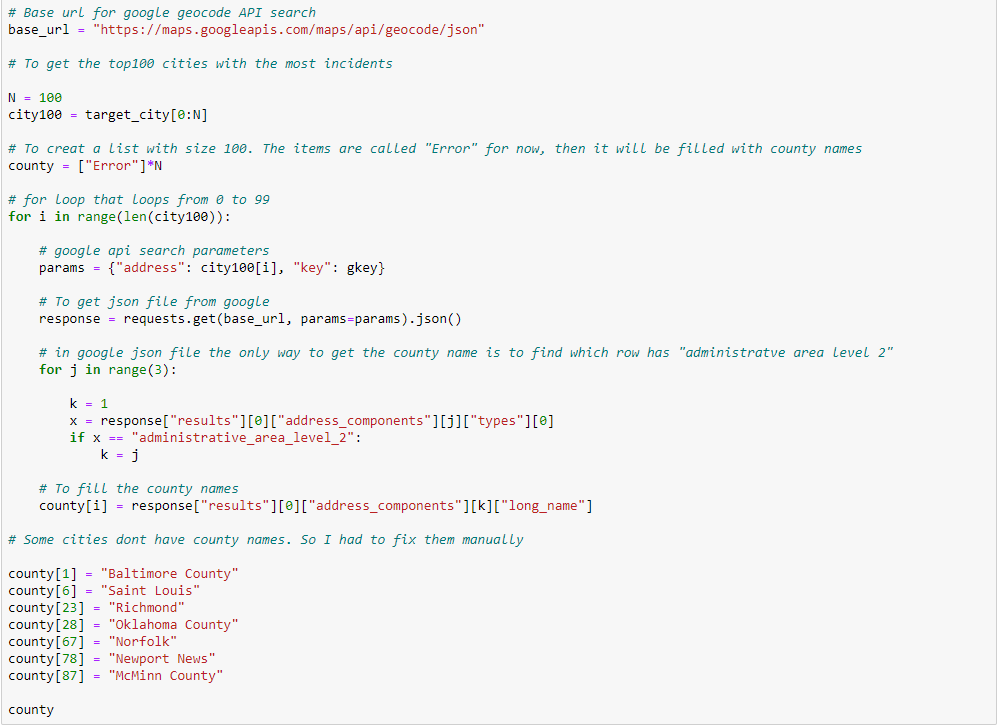 # Base url for google geocode API search
base_url = "https://maps.googleapis.com/maps/api/geocode/json"
# To get the top100 cities with the most incidents
N = 100
city100 = target_city[0:N]
# To creat a list with size 100. The items are called "Error" for now, then it will be filled with county names
county = ["Error"]*N
# for loop that loops from 0 to 99
for i in range(len(city100)):
    # google api search parameters
    params = {"address": city100[i], "key": gkey}
    # To get json file from google
    response = requests.get(base_url, params=params).json()
    # in google json file the only way to get the county name is to find which row has "administratve area level 2"
    for j in range(3):
        k = 1
        x = response["results"][0]["address_components"][j]["types"][0]
        if x == "administrative_area_level_2":
            k = j
    # To fill the county names
    county[i] = response["results"][0]["address_components"][k]["long_name"]
# Some cities dont have county names. So I had to fix them manually
county[1] = "Baltimore County"
county[6] = "Saint Louis"
county[23] = "Richmond"
county[28] = "Oklahoma County"
county[67] = "Norfolk"
county[78] = "Newport News"
county[87] = "McMinn County"
county